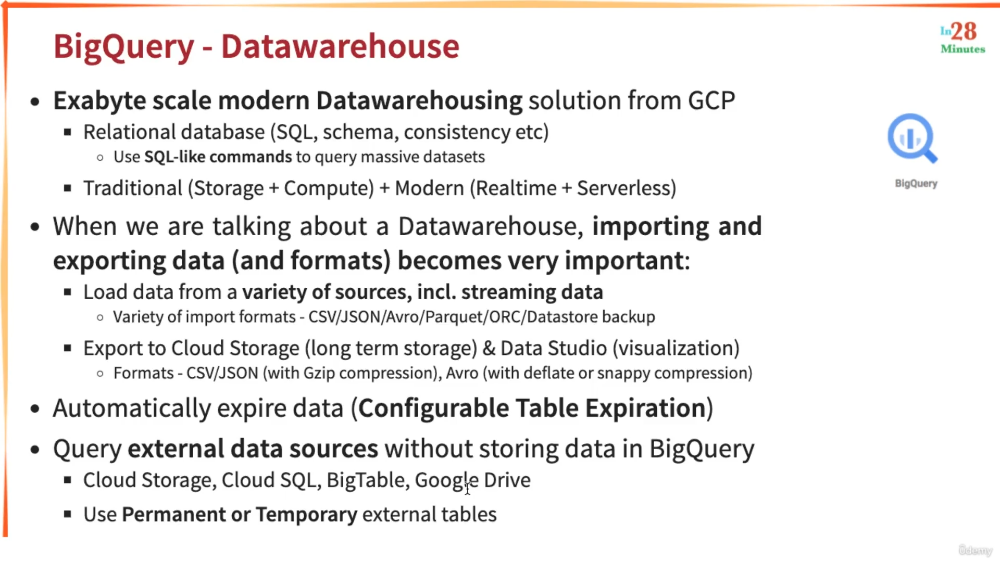 BigQuery - Datawarehouse
In28
Minutes
• Exabyte scale modern Datawarehousing solution from GCP
▪ Relational database (SQL, schema, consistency etc)
○ Use SQL-like commands to query massive datasets
▪ Traditional (Storage + Compute) + Modern (Realtime + Serverless)
BigQuery
• When we are talking about a Datawarehouse, importing and
exporting data (and formats) becomes very important:
▪ Load data from a variety of sources, incl. streaming data
○ Variety of import formats - CSV/JSON/Avro/Parquet/ORC/Datastore backup
▪ Export to Cloud Storage (long term storage) & Data Studio (visualization)
○ Formats - CSV/JSON (with Gzip compression), Avro (with deflate or snappy compression)
• Automatically expire data (Configurable Table Expiration)
• Query external data sources without storing data in BigQuery
▪ Cloud Storage, Cloud SQL, BigTable, Google Drive
▪ Use Permanent or Temporary external tables
ûdemy